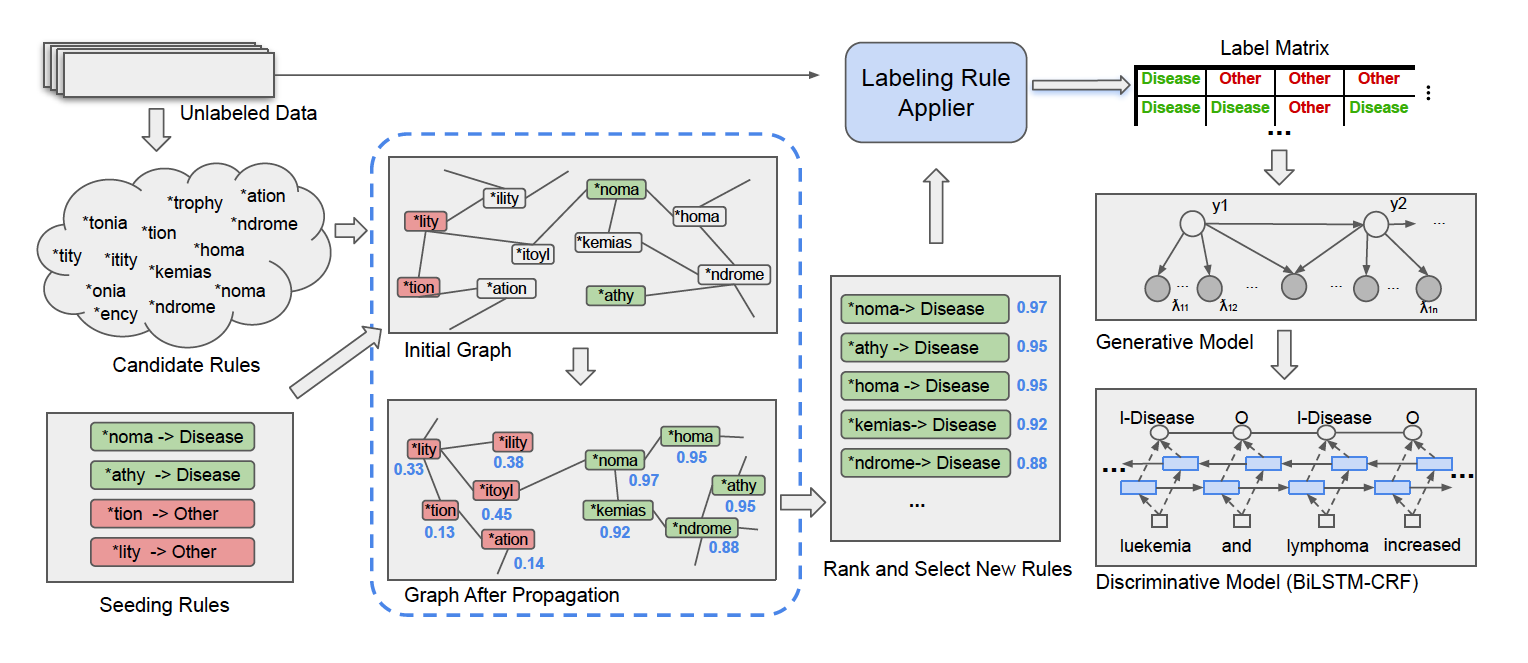 Unlabeled Data
*trophy
*ation
*tonia
*ndrome
*tion
*homa
*tity
*itity
*kemias
*onia
*noma
*ndrome
*ency
Candidate Rules
*noma -> Disease
*athy -> Disease
*tion -> Other
*lity -> Other
Seeding Rules
*ility
*noma
*lity
*homa
*kemias
*itoyl
*ndrome
*tion
*ation
*athy
Initial Graph
*lity
0.33
*ility
0.38
*homa
0.95
*noma
0.97
*itoyl
0.45
*athy
0.95
*tion
0.13
*kemias
0.92
*ndrome
0.88
*ation
0.14
Graph After Propagation
*noma-> Disease 0.97
*athy -> Disease 0.95
*homa -> Disease 0.95
*kemias-> Disease 0.92
*ndrome-> Disease 0.88
...
Rank and Select New Rules
Labeling Rule
Applier
Label Matrix
Disease Other Other Other
Disease Disease Other Disease
...
y1 y2 ...
... ... ... ...
λ11 λ12 λ1n
Generative Model
I-Disease O I-Disease O
... ...
luekemia and lymphoma increased
Discriminative Model (BiLSTM-CRF)